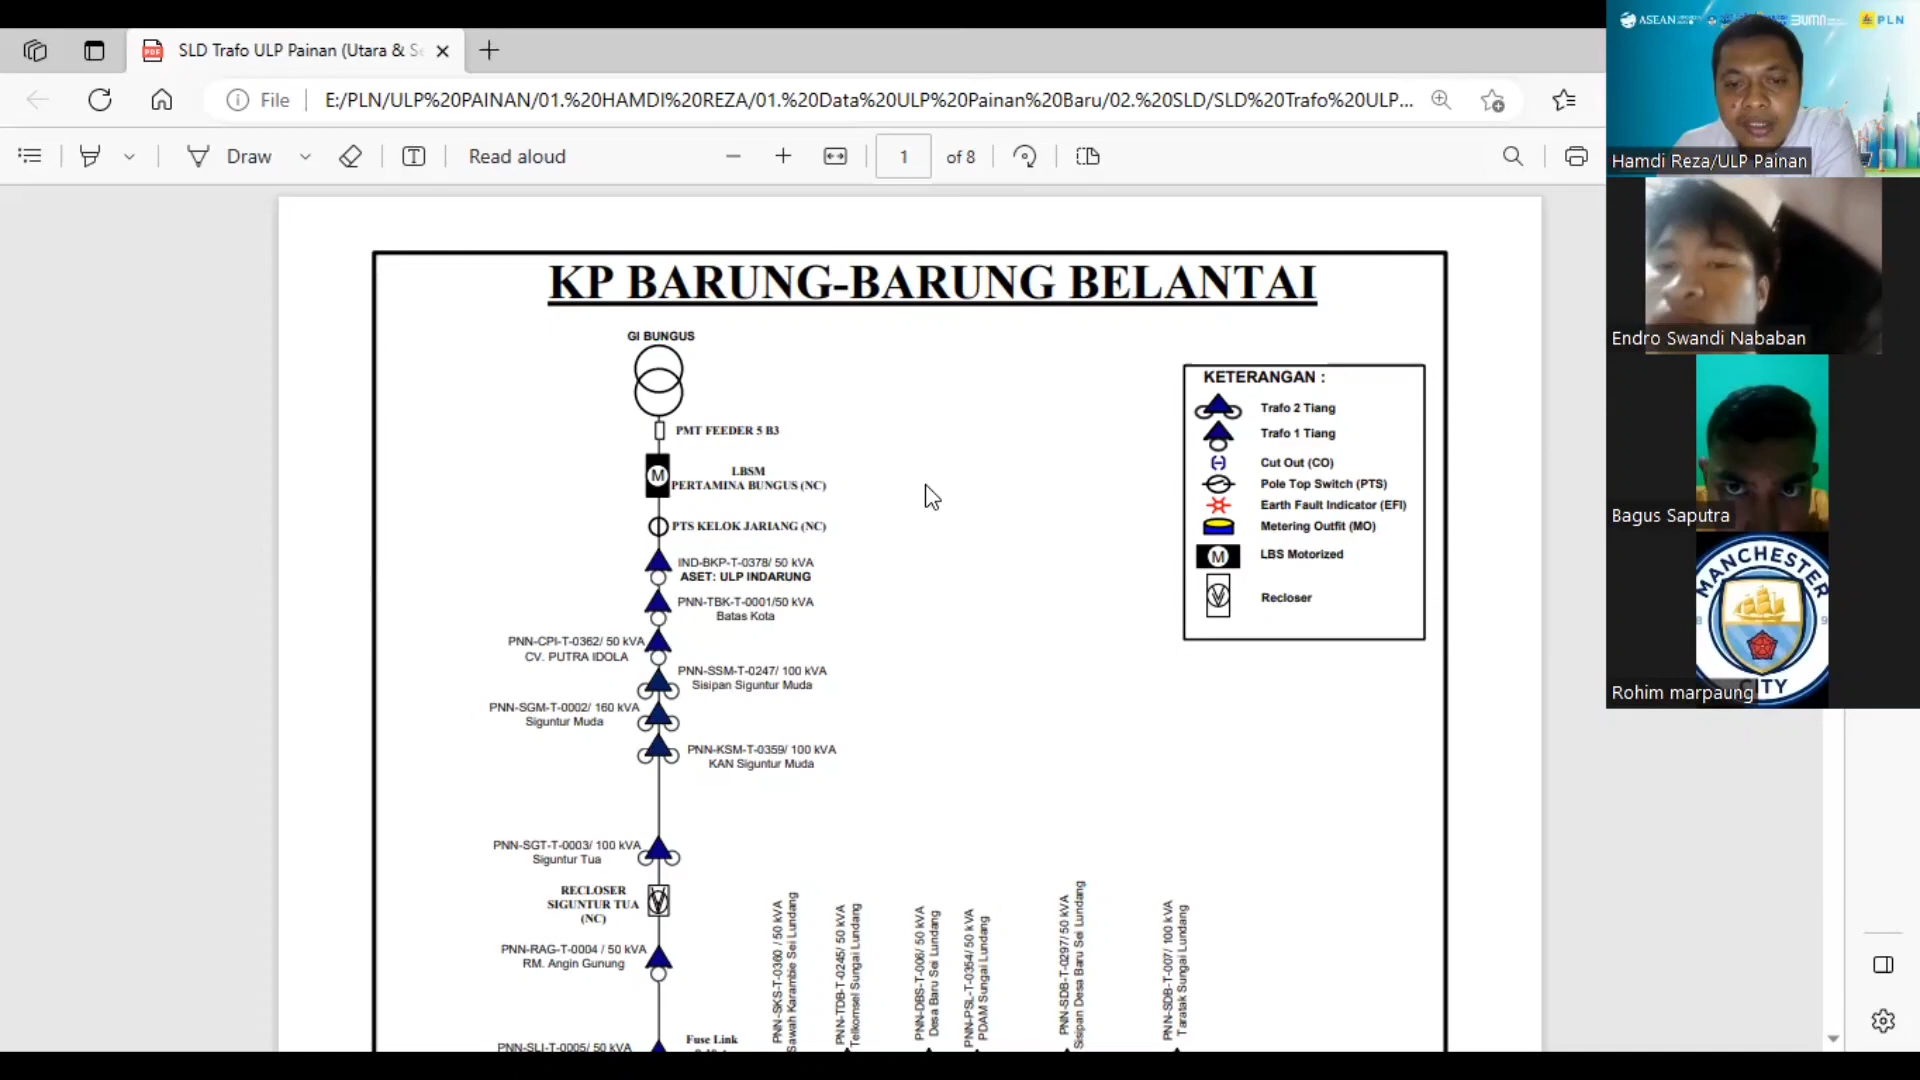 SLD Trafo ULP Painan (Utara & Se
File
E:/PLN/ULP%20PAINAN/01.%20HAMDI%20REZA/01.%20Data%20ULP%20Painan%20Baru/02.%20SLD/SLD%20Trafo%20ULP...
Draw
Read aloud
1
of 8
KP BARUNG-BARUNG BELANTAI
GI BUNGUS
PMT FEEDER 5 B3
M
LBSM
PERTAMINA BUNGUS (NC)
PTS KELOK JARIANG (NC)
IND-BKP-T-0378/ 50 kVA
ASET: ULP INDARUNG
PNN-TBK-T-0001/50 kVA
Batas Kota
PNN-CPI-T-0362/ 50 kVA
CV. PUTRA IDOLA
PNN-SSM-T-0247/ 100 kVA
Sisipan Siguntur Muda
PNN-SGM-T-0002/ 160 kVA
Siguntur Muda
PNN-KSM-T-0359/ 100 kVA
KAN Siguntur Muda
PNN-SGT-T-0003/ 100 kVA
Siguntur Tua
RECLOSER
SIGUNTUR TUA
(NC)
PNN-RAG-T-0004 / 50 kVA
RM. Angin Gunung
PNN-SLI-T-0005/ 50 kVA
Fuse Link
PNN-SKS-T-0360 / 50 kVA
Sawah Karambie Sei Lundang
PNN-TDB-T-0245/ 50 kVA
Telkomsel Sungai Lundang
PNN-DBS-T-006/ 50 kVA
Desa Baru Sei Lundang
PNN-PSL-T-0354/ 50 kVA
PDAM Sungai Lundang
PNN-SDB-T-0297/ 50 kVA
Sisipan Desa Baru Sei Lundang
PNN-SDB-T-007/ 100 kVA
Taratak Sungai Lundang
KETERANGAN :
Trafo 2 Tiang
Trafo 1 Tiang
Cut Out (CO)
Pole Top Switch (PTS)
Earth Fault Indicator (EFI)
Metering Outfit (MO)
M
LBS Motorized
Recloser
ASEAN
BUMN
PLN
Hamdi Reza/ULP Painan
Endro Swandi Nababan
Bagus Saputra
MANCHESTER
CITY
Rohim marpaung